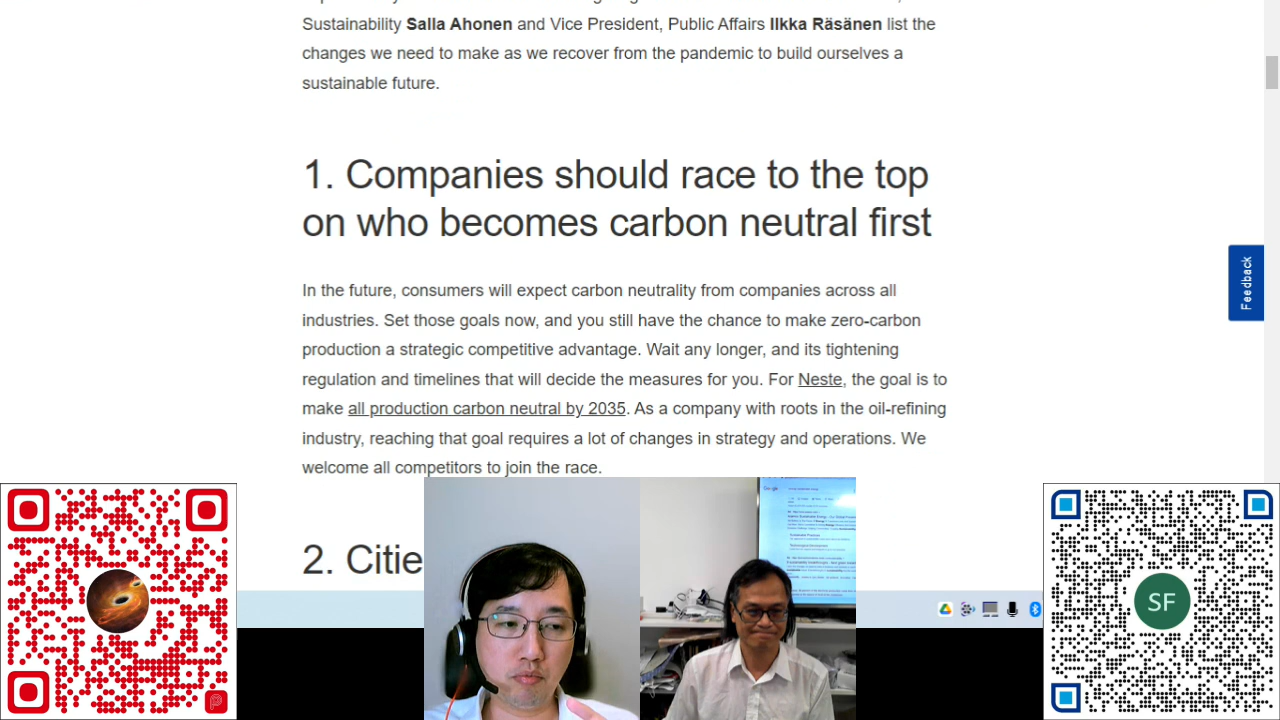 Sustainability Salla Ahonen and Vice President, Public Affairs Ilkka Räsänen list the
changes we need to make as we recover from the pandemic to build ourselves a
sustainable future.
1. Companies should race to the top
on who becomes carbon neutral first
In the future, consumers will expect carbon neutrality from companies across all
industries. Set those goals now, and you still have the chance to make zero-carbon
production a strategic competitive advantage. Wait any longer, and its tightening
regulation and timelines that will decide the measures for you. For Neste, the goal is to
make all production carbon neutral by 2035. As a company with roots in the oil-refining
industry, reaching that goal requires a lot of changes in strategy and operations. We
welcome all competitors to join the race.
2. Citie
Feedback
Google
SF